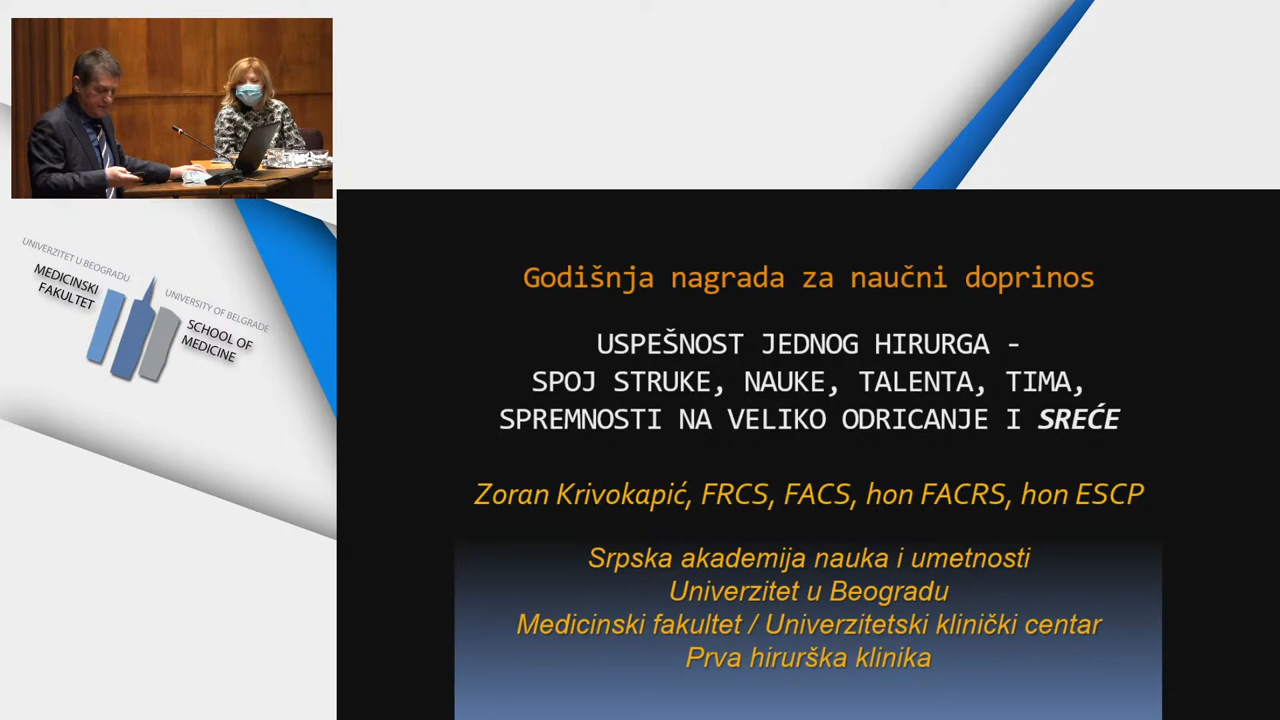 UNIVERZITET U BEOGRADU
MEDICINSKI
FAKULTET
UNIVERSITY OF BELGRADE
SCHOOL OF
MEDICINE
Godišnja nagrada za naučni doprinos
USPEŠNOST JEDNOG HIRURGA -
SPOJ STRUKE, NAUKE, TALENTA, TIMA,
SPREMNOSTI NA VELIKO ODRICANJE I SREĆE
Zoran Krivokapić, FRCS, FACS, hon FACRS, hon ESCP
Srpska akademija nauka i umetnosti
Univerzitet u Beogradu
Medicinski fakultet / Univerzitetski klinički centar
Prva hirurška klinika